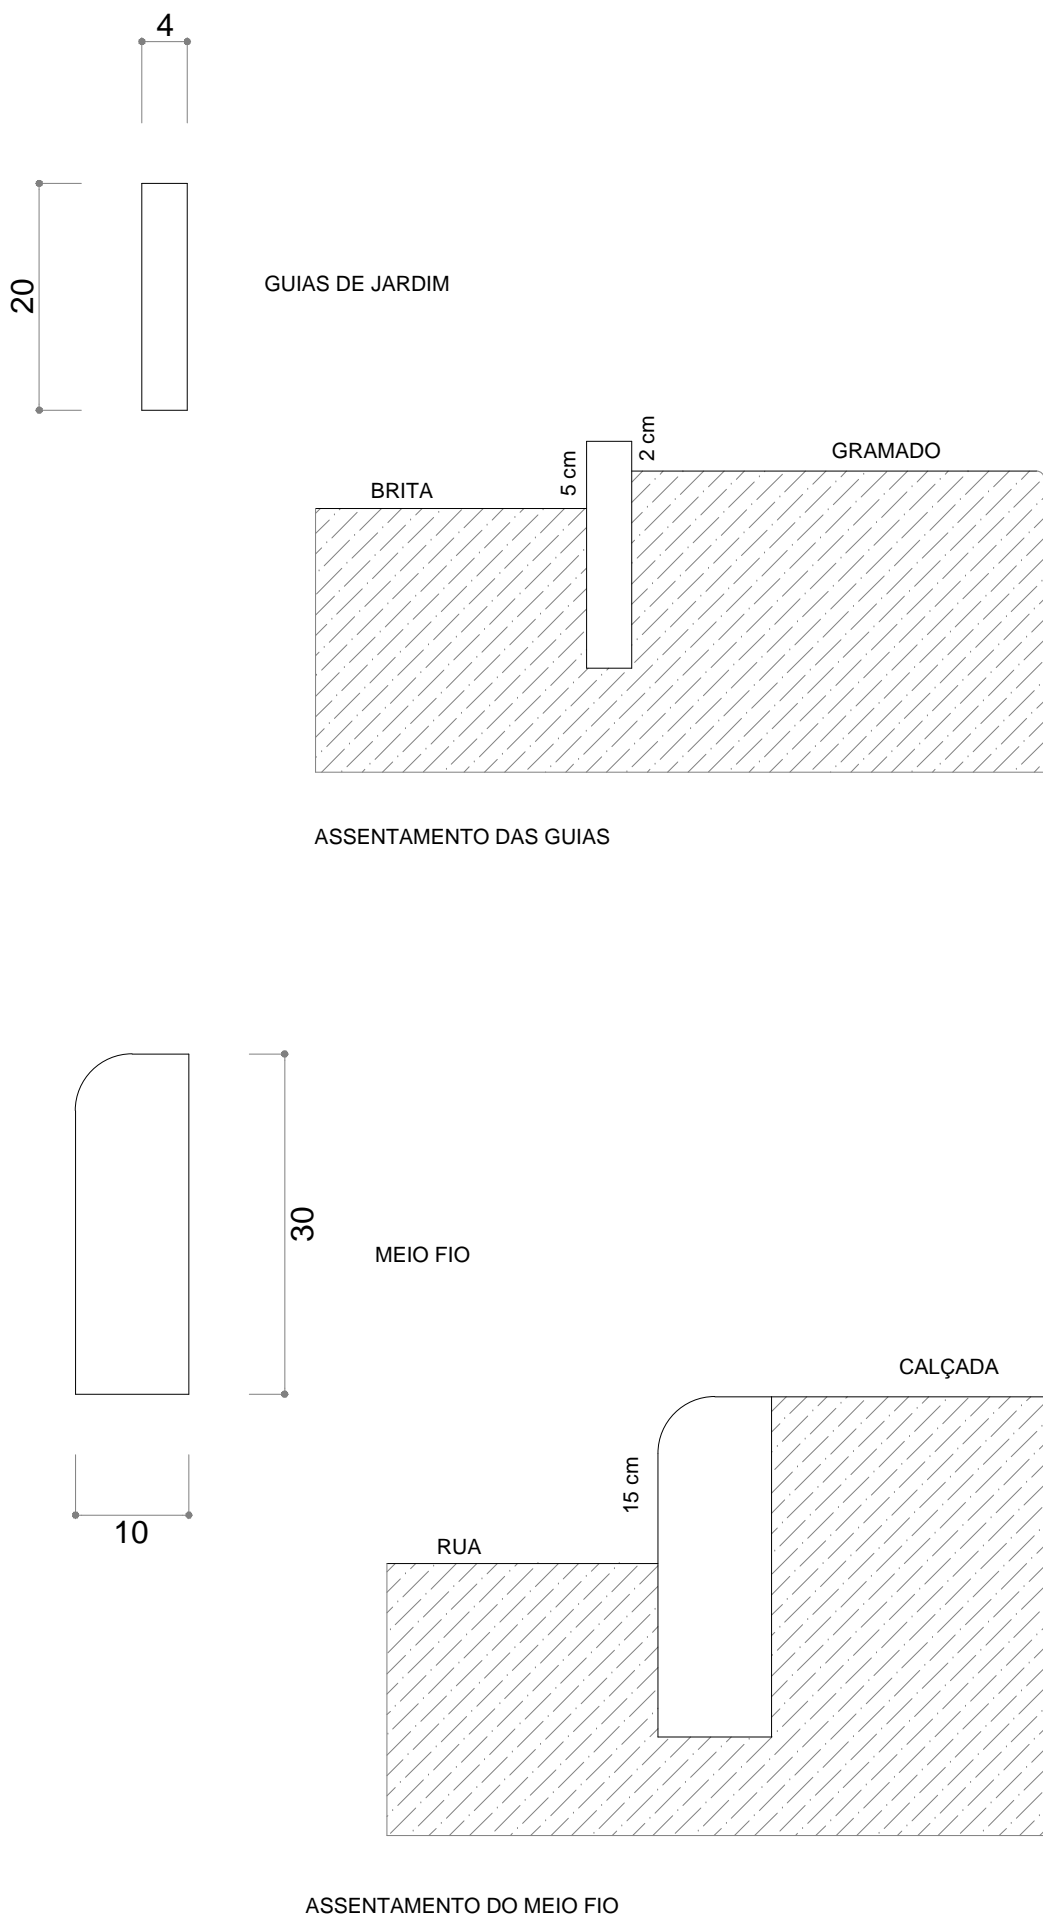 4
20
GUIAS DE JARDIM
5 cm
2 cm
GRAMADO
BRITA
ASSENTAMENTO DAS GUIAS
30
MEIO FIO
10
CALÇADA
15 cm
RUA
ASSENTAMENTO DO MEIO FIO